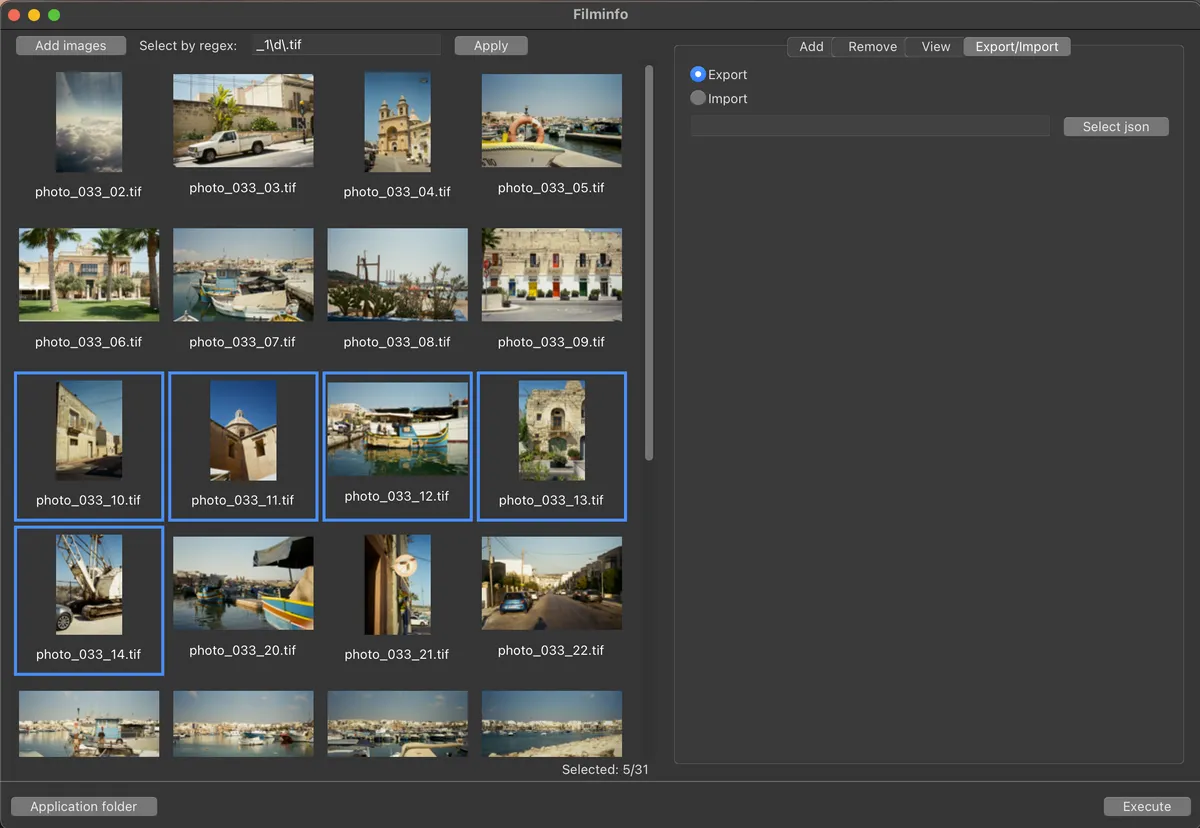 Filminfo
Add images Select by regex: _1\d\.tif Apply
Add Remove View Export/Import
Export
Import
Select json
photo_033_02.tif photo_033_03.tif photo_033_04.tif photo_033_05.tif
photo_033_06.tif photo_033_07.tif photo_033_08.tif photo_033_09.tif
photo_033_10.tif photo_033_11.tif photo_033_12.tif photo_033_13.tif
photo_033_14.tif photo_033_20.tif photo_033_21.tif photo_033_22.tif
Selected: 5/31
Application folder Execute